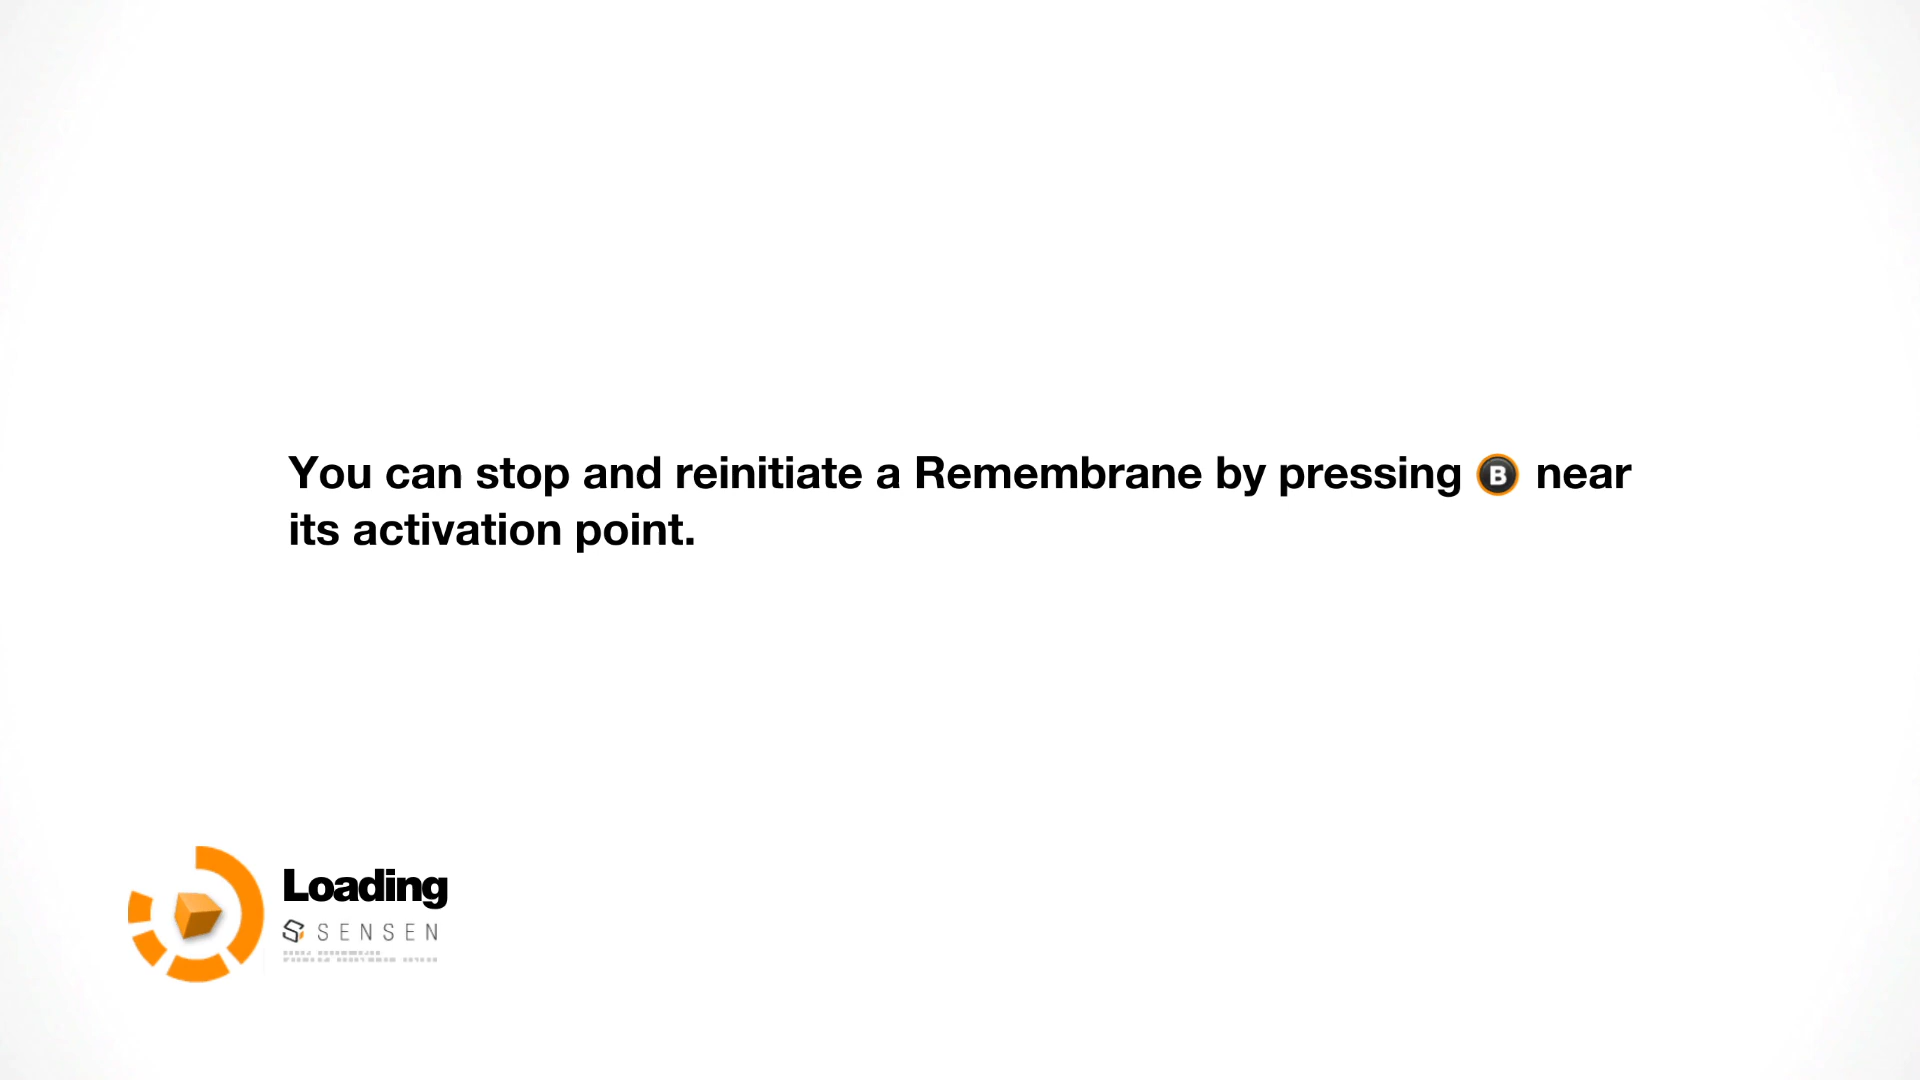 You can stop and reinitiate a Remembrane by pressing B near
its activation point.
Loading
SENSEN